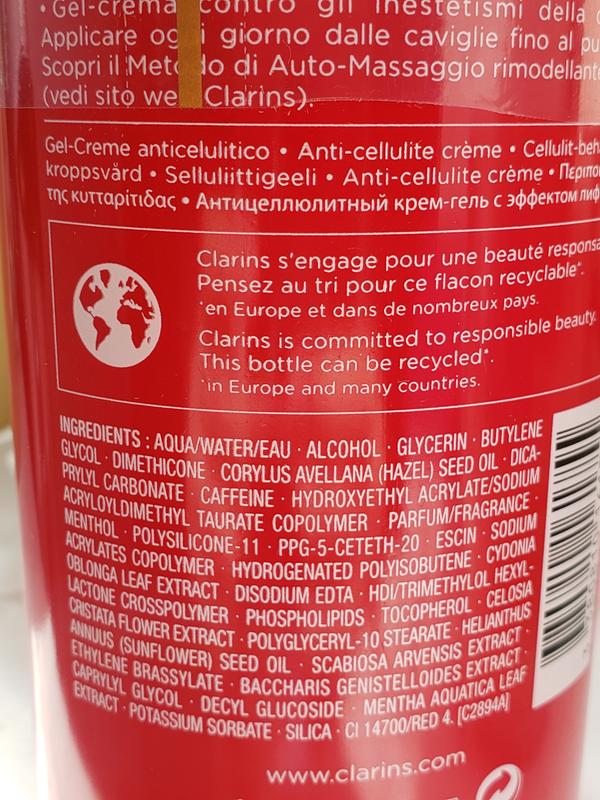 • Gel-crema contro gli inestetismi della
Applicare ogni giorno dalle caviglie fino al
Scopri il Metodo di Auto-Massaggio rimodellante
(vedi sito we Clarins).
Gel-Creme anticelulitico • Anti-cellulite crème •
kroppsvård • Selluliittigeeli • Anti-cellulite crème •
της κυτταρίτιδας • Антицеллюлитный крем-гель с эффектом
Clarins s'engage pour une beauté
Pensez au tri pour ce flacon recyclable*.
*en Europe et dans de nombreux pays.
Clarins is committed to responsible beauty.
This bottle can be recycled*.
*in Europe and many countries.
INGREDIENTS : AQUA/WATER/EAU · ALCOHOL · GLYCERIN · BUTYLENE
GLYCOL · DIMETHICONE · CORYLUS AVELLANA (HAZEL) SEED OIL · DICA-
PRYLYL CARBONATE · CAFFEINE · HYDROXYETHYL ACRYLATE/SODIUM
ACRYLOYLDIMETHYL TAURATE COPOLYMER · PARFUM/FRAGRANCE ·
MENTHOL · POLYSILICONE-11 · PPG-5-CETETH-20 · ESCIN · SODIUM
ACRYLATES COPOLYMER · HYDROGENATED POLYISOBUTENE · CYDONIA
OBLONGA LEAF EXTRACT · DISODIUM EDTA · HDI/TRIMETHYLOL HEXYL-
LACTONE CROSSPOLYMER · PHOSPHOLIPIDS · TOCOPHEROL · CELOSIA
CRISTATA FLOWER EXTRACT · POLYGLYCERYL-10 STEARATE · HELIANTHUS
ANNUUS (SUNFLOWER) SEED OIL · SCABIOSA ARVENSIS EXTRACT ·
ETHYLENE BRASSYLATE · BACCHARIS GENISTELLOIDES EXTRACT ·
CAPRYLYL GLYCOL · DECYL GLUCOSIDE · MENTHA AQUATICA LEAF
EXTRACT · POTASSIUM SORBATE · SILICA · CI 14700/RED 4. [C2894A]
www.clarins.com